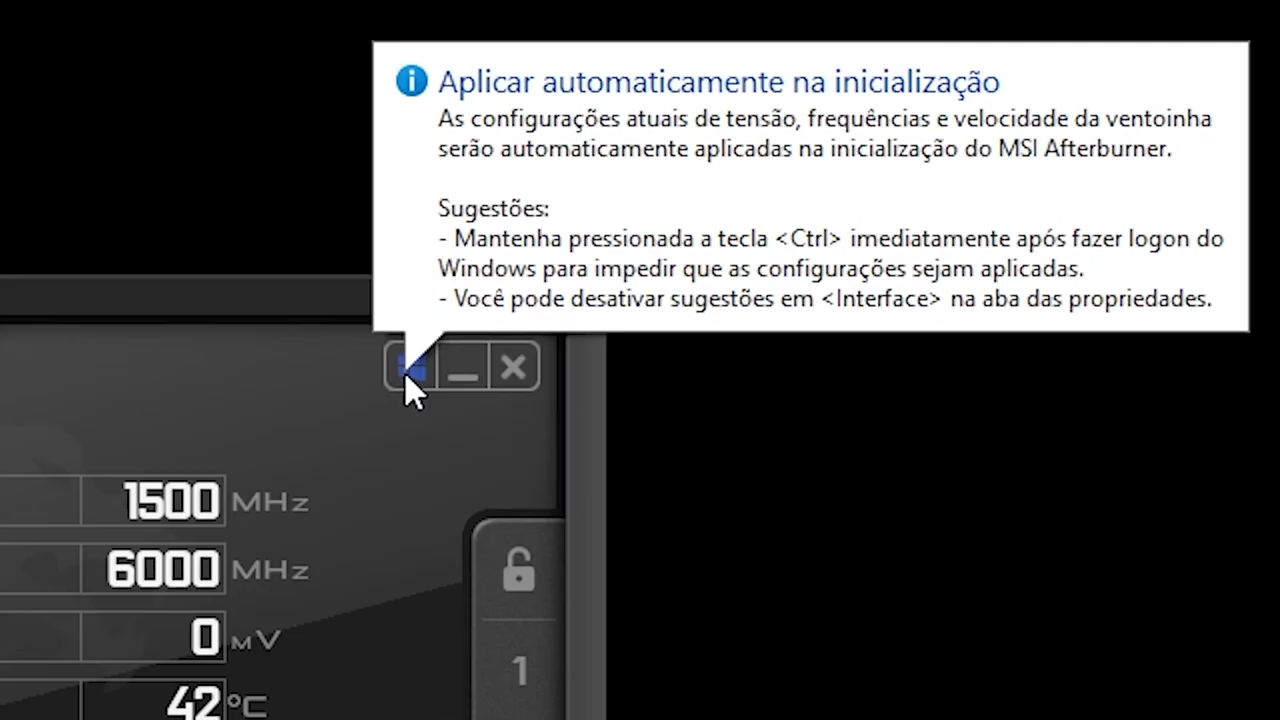 Aplicar automaticamente na inicialização
As configurações atuais de tensão, frequências e velocidade da ventoinha
serão automaticamente aplicadas na inicialização do MSI Afterburner.
Sugestões:
- Mantenha pressionada a tecla <Ctrl> imediatamente após fazer logon do
Windows para impedir que as configurações sejam aplicadas.
- Você pode desativar sugestões em <Interface> na aba das propriedades.
1500 MHz
6000 MHz
0 mV
1
42 °C